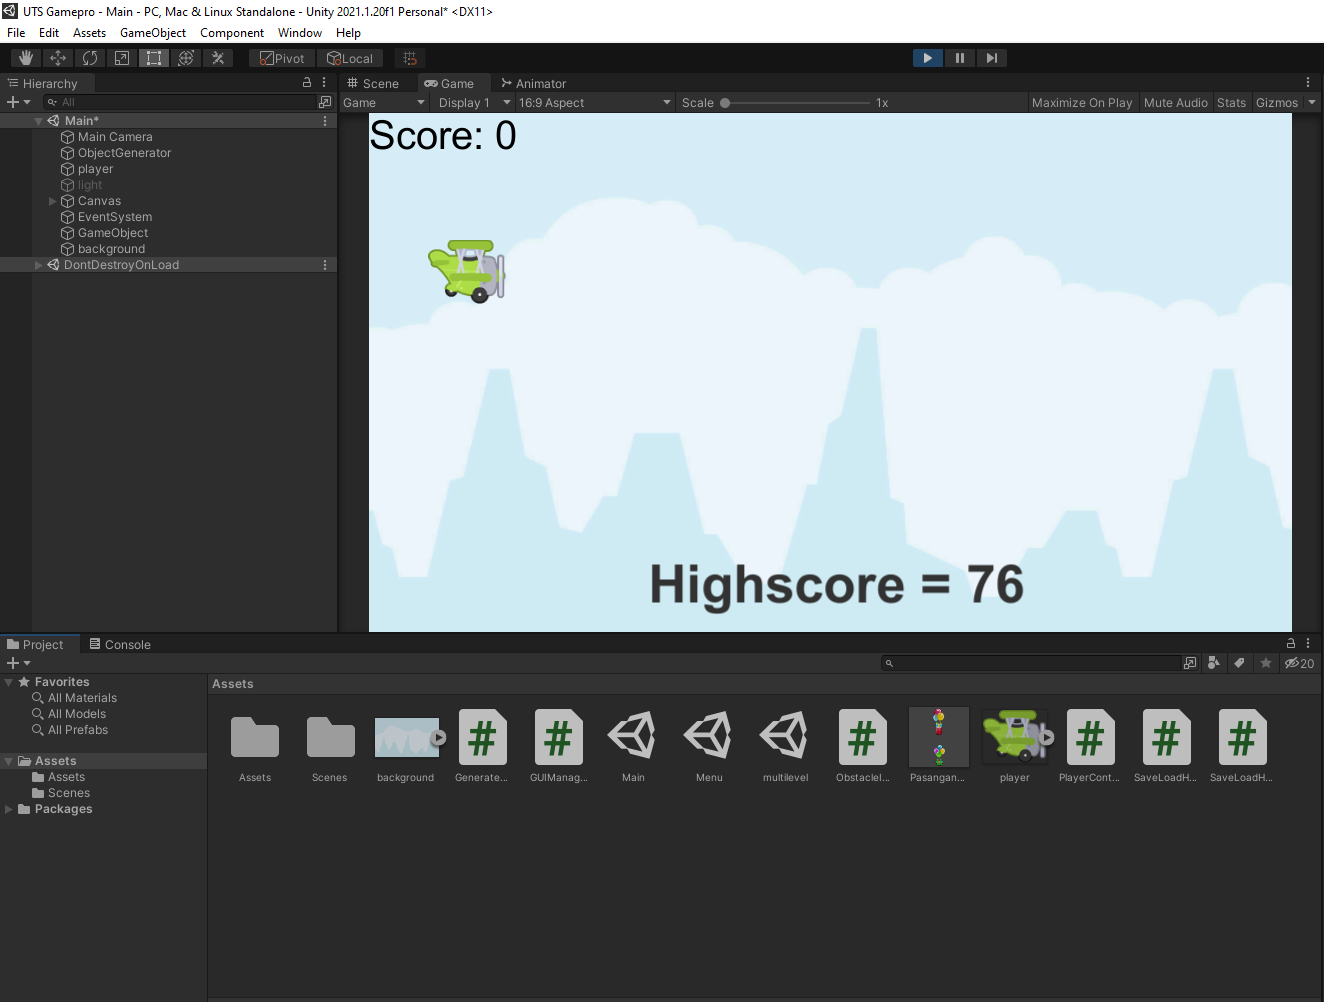 UTS Gamepro - Main - PC, Mac & Linux Standalone - Unity 2021.1.20f1 Personal* <DX11>
File Edit Assets GameObject Component Window Help
Pivot Local
Hierarchy
All
Main*
Main Camera
ObjectGenerator
player
light
Canvas
EventSystem
GameObject
background
DontDestroyOnLoad
Scene Game Animator
Game Display 1 16:9 Aspect Scale 1x Maximize On Play Mute Audio Stats Gizmos
Score: 0
Highscore = 76
Project Console
20
Favorites
All Materials
All Models
All Prefabs
Assets
Assets
Scenes
Packages
Assets
Assets Scenes background Generate... GUIManag... Main Menu multilevel ObstacleI... Pasangan... player PlayerCont... SaveLoadH... SaveLoadH...